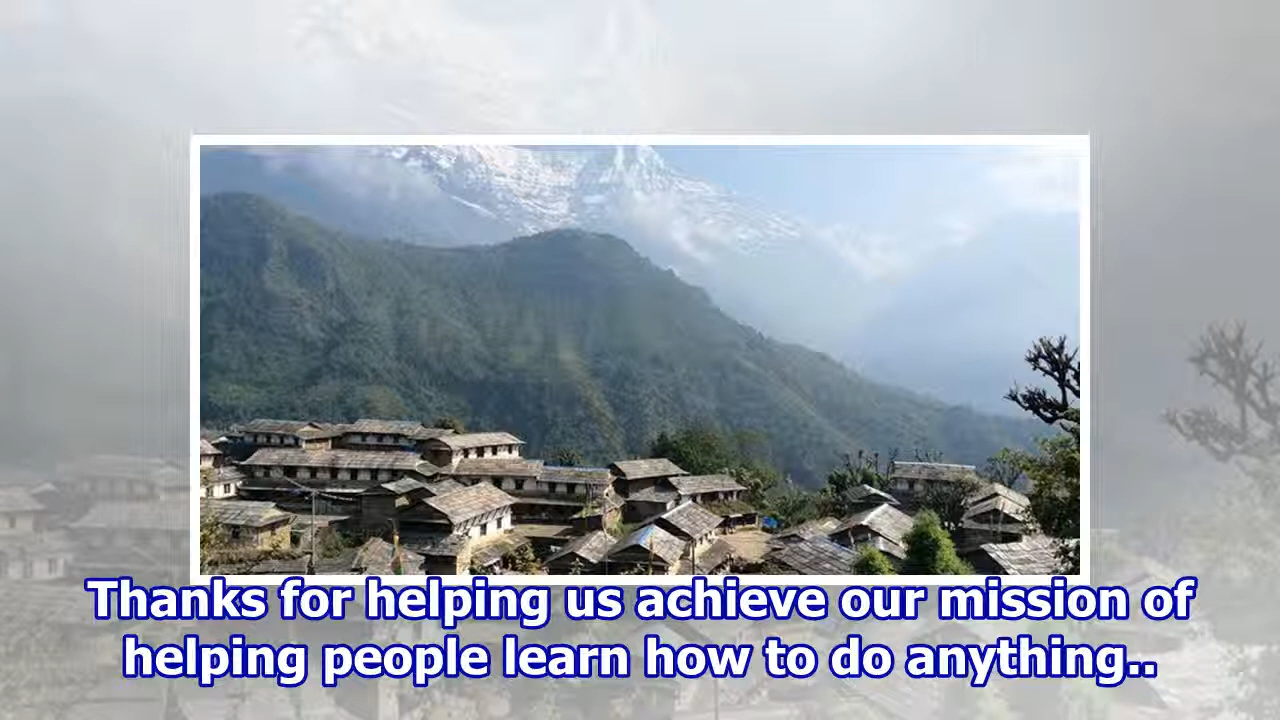 Thanks for helping us achieve our mission of
helping people learn how to do anything..